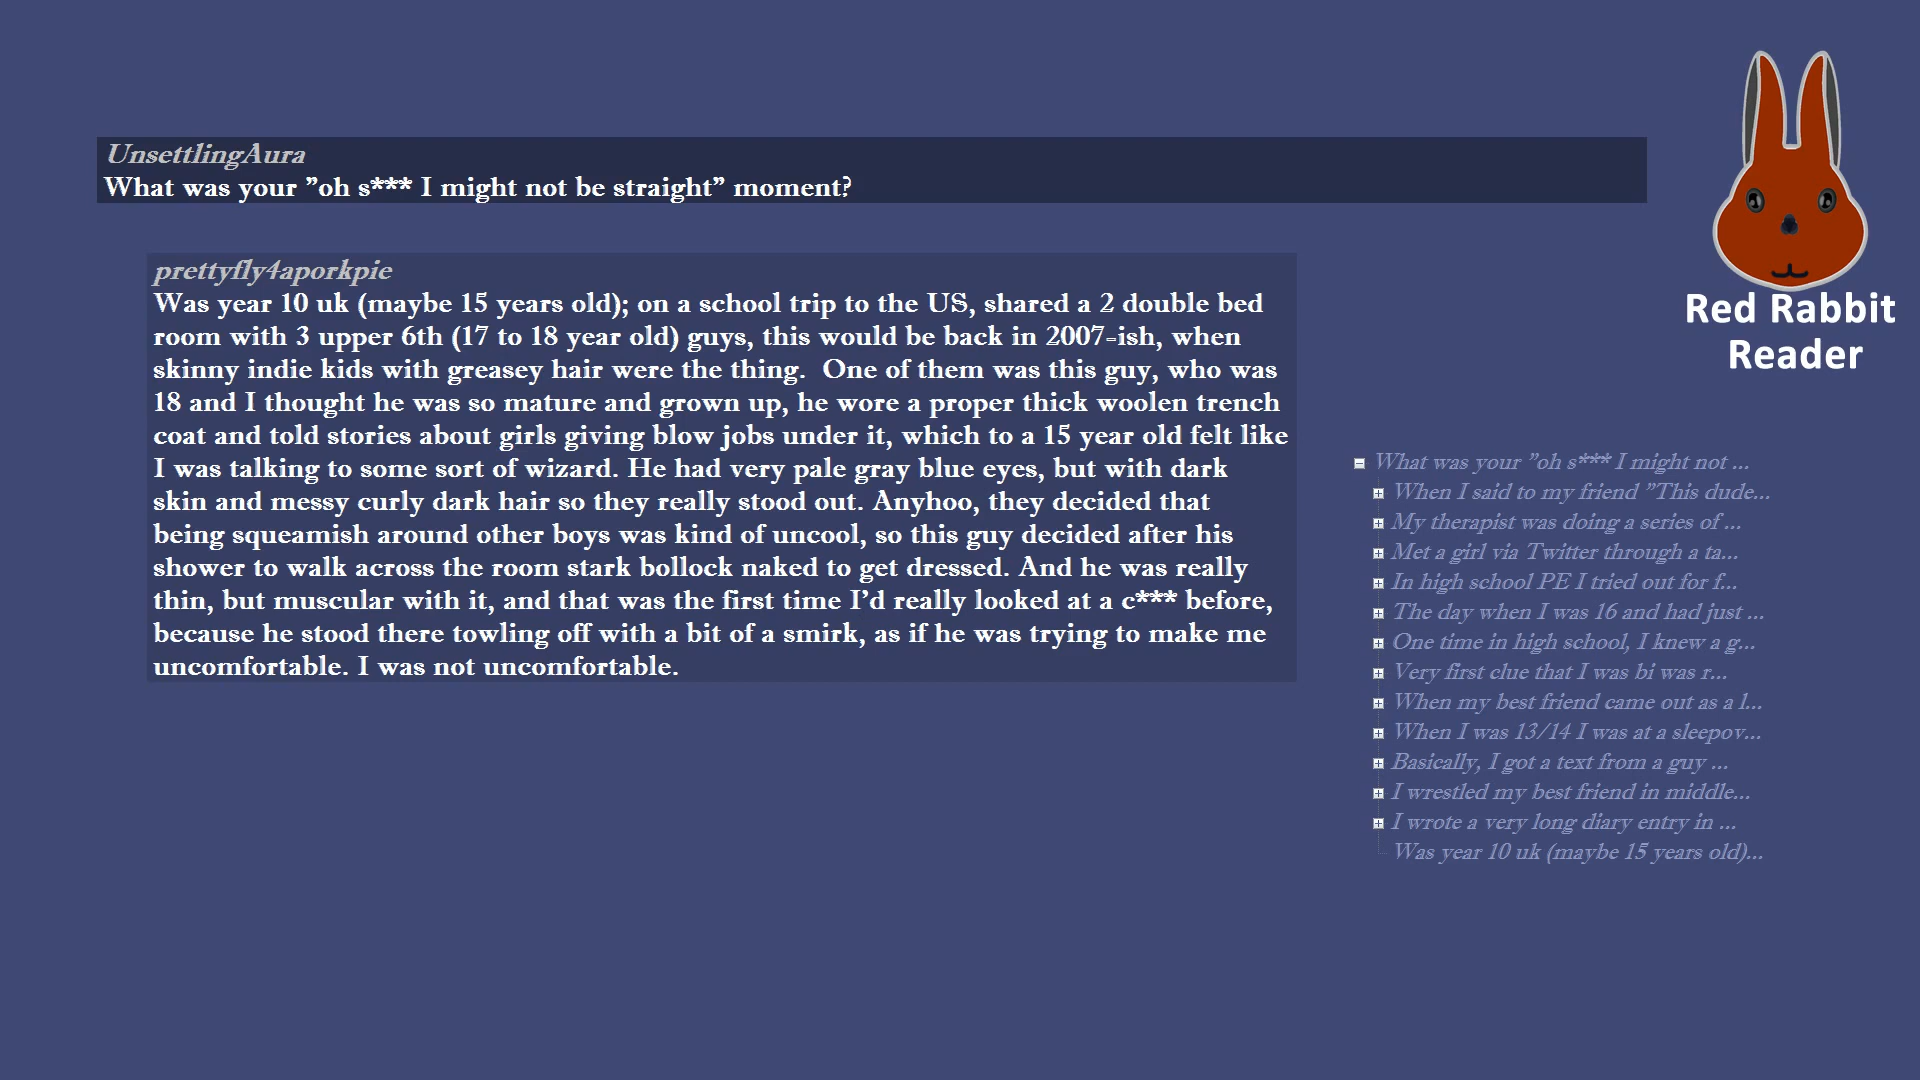 UnsettlingAura
What was your "oh s*** I might not be straight" moment?
prettyfly4aporkpie
Was year 10 uk (maybe 15 years old); on a school trip to the US, shared a 2 double bed
room with 3 upper 6th (17 to 18 year old) guys, this would be back in 2007-ish, when
skinny indie kids with greasey hair were the thing.  One of them was this guy, who was
18 and I thought he was so mature and grown up, he wore a proper thick woolen trench
coat and told stories about girls giving blow jobs under it, which to a 15 year old felt like
I was talking to some sort of wizard. He had very pale gray blue eyes, but with dark
skin and messy curly dark hair so they really stood out. Anyhoo, they decided that
being squeamish around other boys was kind of uncool, so this guy decided after his
shower to walk across the room stark bollock naked to get dressed. And he was really
thin, but muscular with it, and that was the first time I'd really looked at a c*** before,
because he stood there towling off with a bit of a smirk, as if he was trying to make me
uncomfortable. I was not uncomfortable.
Red Rabbit
Reader
What was your "oh s*** I might not ...
When I said to my friend "This dude...
My therapist was doing a series of ...
Met a girl via Twitter through a ta...
In high school PE I tried out for f...
The day when I was 16 and had just ...
One time in high school, I knew a g...
Very first clue that I was bi was r...
When my best friend came out as a l...
When I was 13/14 I was at a sleepov...
Basically, I got a text from a guy ...
I wrestled my best friend in middle...
I wrote a very long diary entry in ...
Was year 10 uk (maybe 15 years old)...